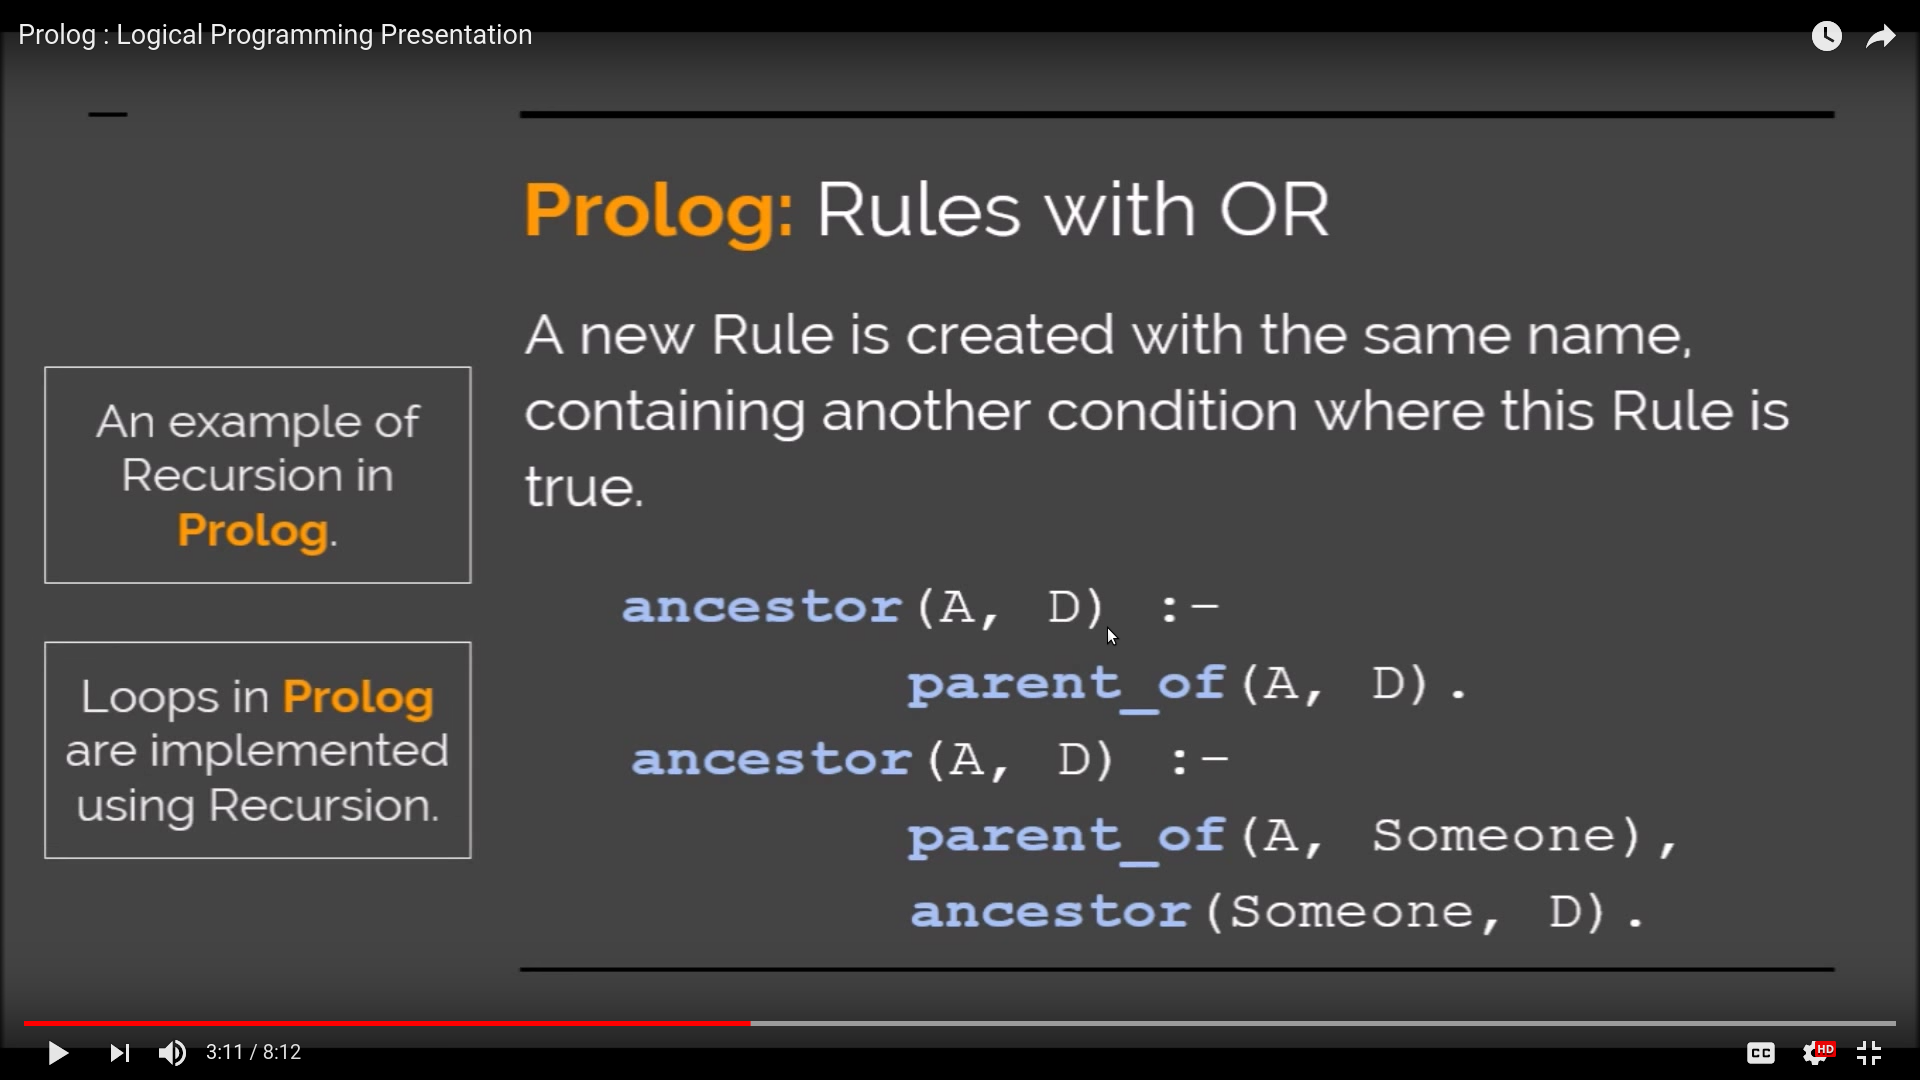 Prolog : Logical Programming Presentation
Prolog: Rules with OR
A new Rule is created with the same name,
containing another condition where this Rule is
true.
An example of
Recursion in
Prolog.
Loops in Prolog
are implemented
using Recursion.
ancestor(A, D) :-
parent_of(A, D).
ancestor(A, D) :-
parent_of(A, Someone),
ancestor(Someone, D).
3:11 / 8:12
CC
HD